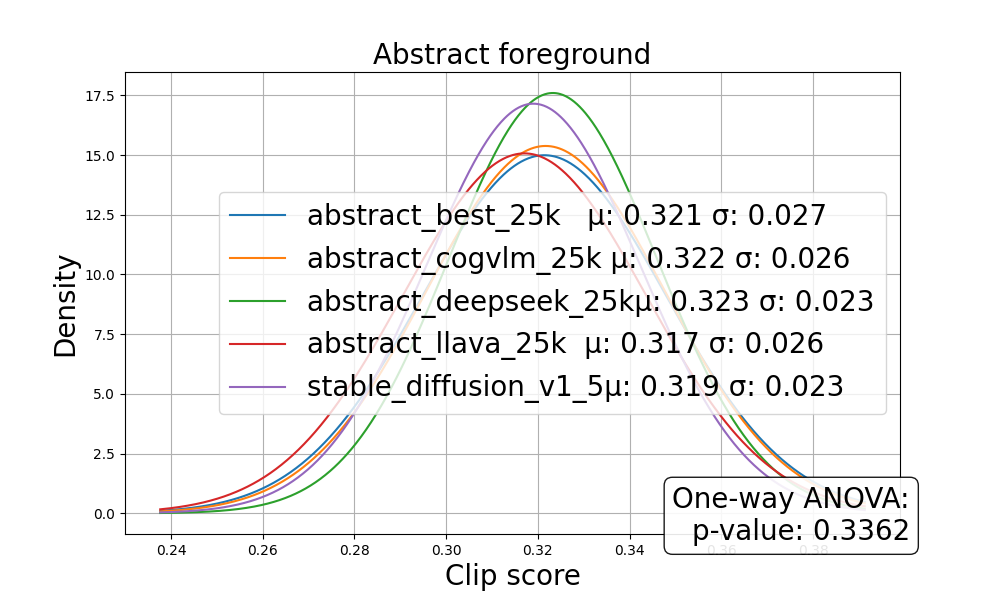 Abstract foreground
17.5
15.0
12.5
10.0
7.5
5.0
2.5
0.0
Density
abstract_best_25k μ: 0.321 σ: 0.027
abstract_cogvlm_25k μ: 0.322 σ: 0.026
abstract_deepseek_25kμ: 0.323 σ: 0.023
abstract_llava_25k μ: 0.317 σ: 0.026
stable_diffusion_v1_5μ: 0.319 σ: 0.023
One-way ANOVA:
p-value: 0.3362
0.24 0.26 0.28 0.30 0.32 0.34 0.36 0.38
Clip score